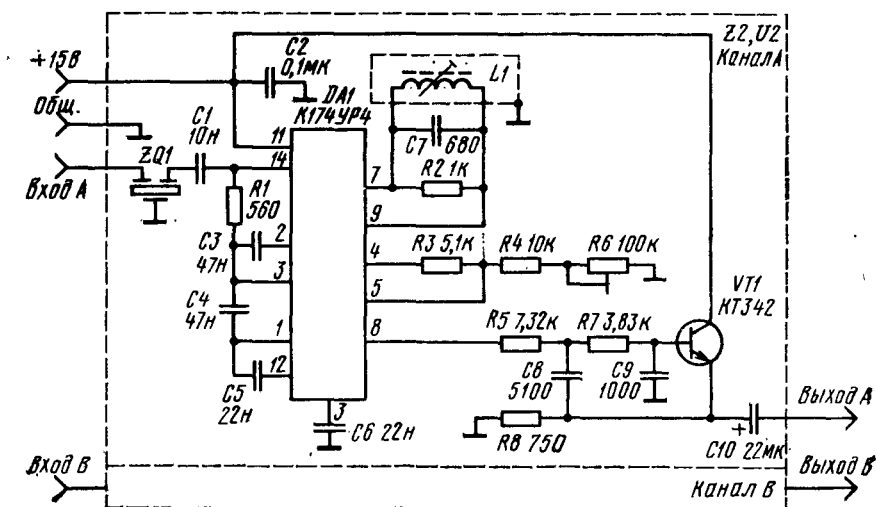 Z2, U2
Канал А
+15В
Общ.
Вход А
C2
0,1мк
L1
DA1
К174УР4
C1
10н
ZQ1
11
14
R1
560
C3
47н
2
3
C4
47н
1
12
C5
22н
3
C6 22н
7
9
4
5
8
C7 680
R2 1к
R3 5,1к
R4 10к
R6 100к
VT1
КТ342
R5 7,32к
R7 3,83к
C8
5100
C9
1000
R8 750
+
C10 22мк
Выход А
Вход В
Выход В
Канал В